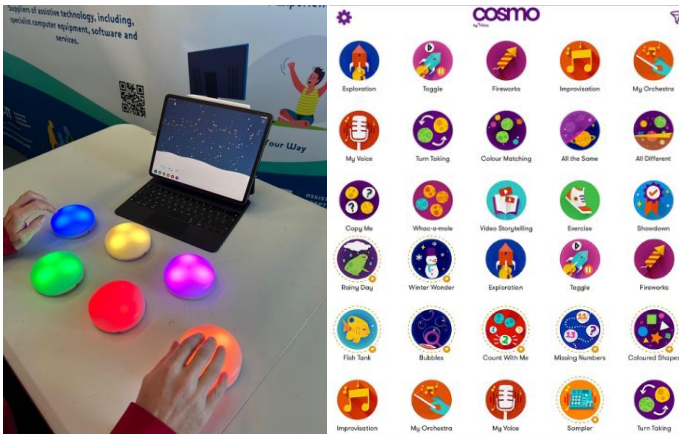 suppliers of assistive technology, including,
specialist computer equipment, software and
services.
Your Way
cosmo
Exploration
Toggle
Fireworks
Improvisation
My Orchestra
My Voice
Turn Taking
Colour Matching
All the Same
All Different
Copy Me
Whac-a-mole
Video Storytelling
Exercise
Showdown
Rainy Day
Winter Wonder
Exploration
Toggle
Fireworks
Fish Tank
Bubbles
Count With Me
Missing Numbers
Coloured Shapes
Improvisation
My Orchestra
My Voice
Sampler
Turn Taking